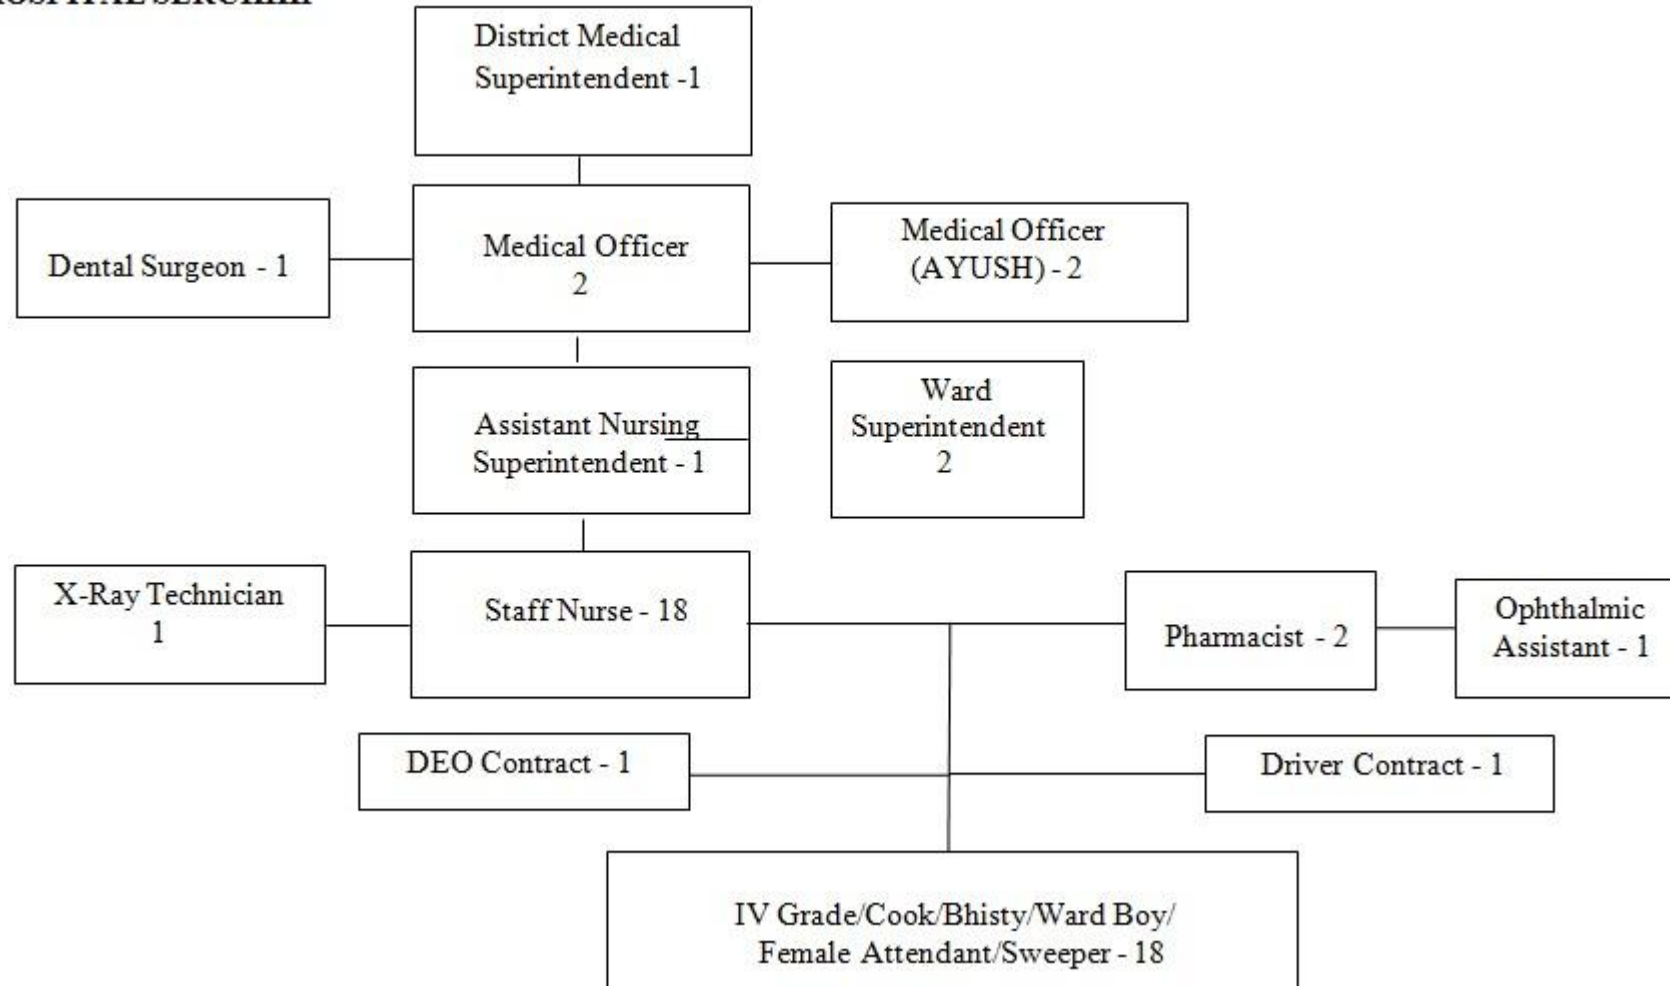 District Medical
Superintendent -1
Dental Surgeon - 1
Medical Officer
2
Medical Officer
(AYUSH) - 2
Assistant Nursing
Superintendent - 1
Ward
Superintendent
2
X-Ray Technician
1
Staff Nurse - 18
Pharmacist - 2
Ophthalmic
Assistant - 1
DEO Contract - 1
Driver Contract - 1
IV Grade/Cook/Bhisty/Ward Boy/
Female Attendant/Sweeper - 18